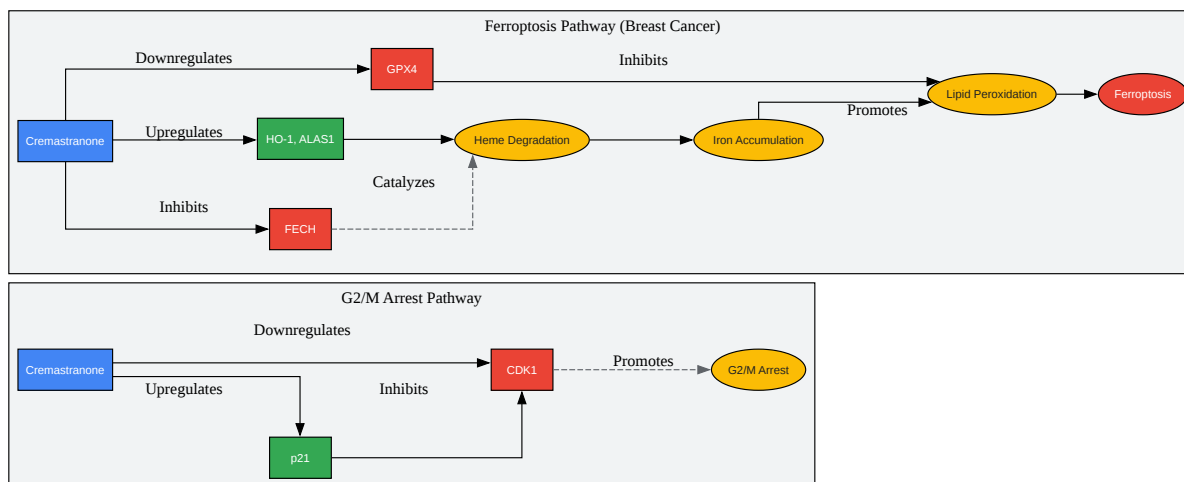 Ferroptosis Pathway (Breast Cancer)
Downregulates
GPX4
Inhibits
Lipid Peroxidation
Ferroptosis
Promotes
Cremastranone
Upregulates
HO-1, ALAS1
Heme Degradation
Iron Accumulation
Catalyzes
Inhibits
FECH
G2/M Arrest Pathway
Downregulates
Cremastranone
CDK1
Promotes
G2/M Arrest
Upregulates
Inhibits
p21